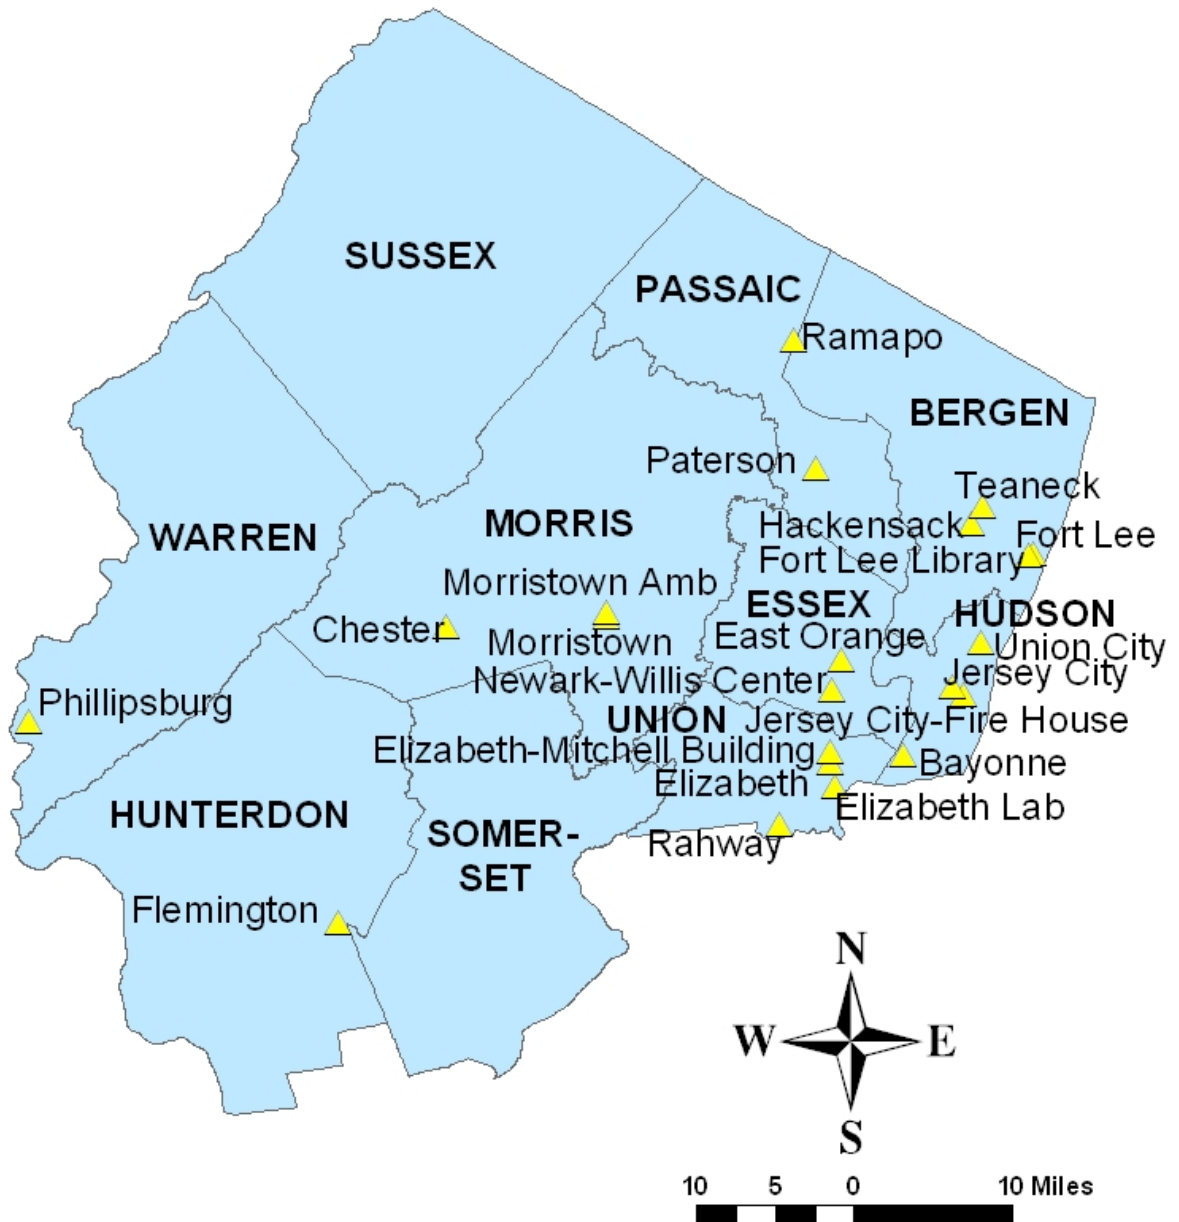 SUSSEX
PASSAIC
Ramapo
BERGEN
Paterson
Teaneck
MORRIS
Hackensack
WARREN
Fort Lee
Fort Lee Library
Morristown Amb
ESSEX
HUDSON
Chester
East Orange
Morristown
Union City
Jersey City
Newark-Willis Center
Phillipsburg
UNION
Jersey City-Fire House
Elizabeth-Mitchell Building
Bayonne
Elizabeth
Elizabeth Lab
HUNTERDON
SOMER-
SET
Rahway
Flemington
N
W
E
S
10 5 0 10 Miles